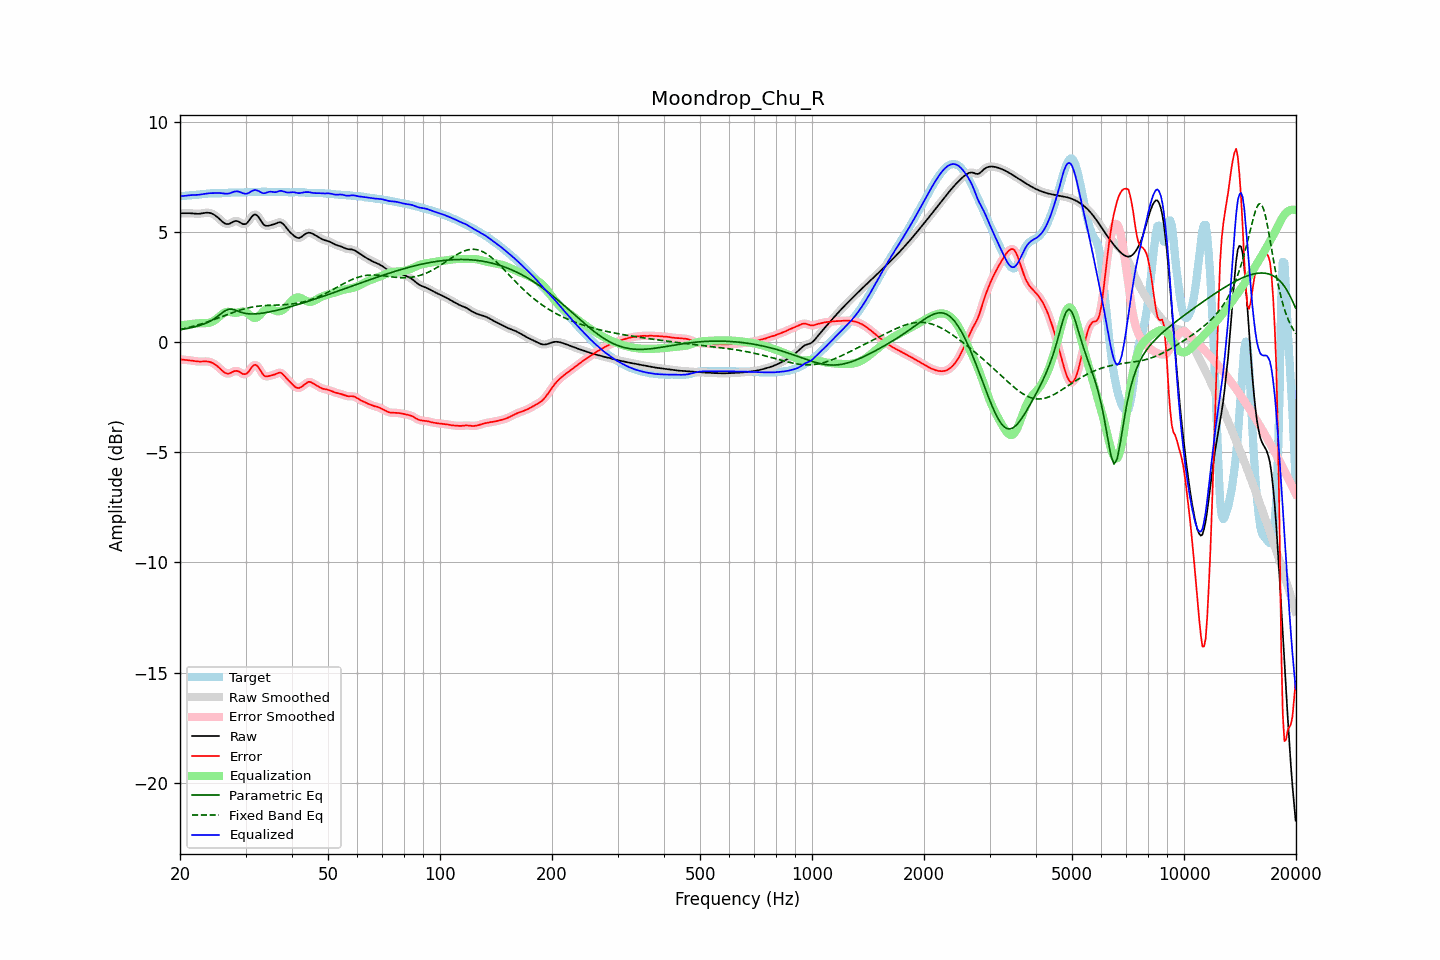 Moondrop_Chu_R
10
5
0
−5
−10
−15
−20
Amplitude (dBr)
Target
Raw Smoothed
Error Smoothed
Raw
Error
Equalization
Parametric Eq
Fixed Band Eq
Equalized
20 50 100 200 500 1000 2000 5000 10000 20000
Frequency (Hz)